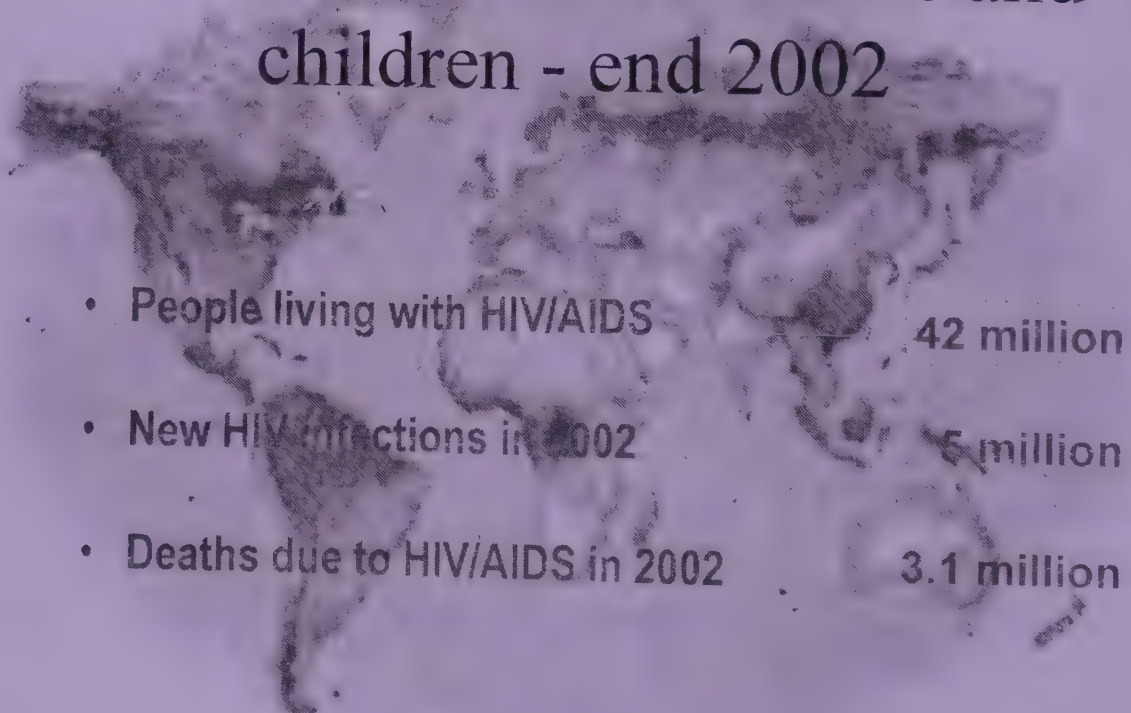 children - end 2002
• People living with HIV/AIDS 42 million
• New HIV infections in 2002 5 million
• Deaths due to HIV/AIDS in 2002 3.1 million